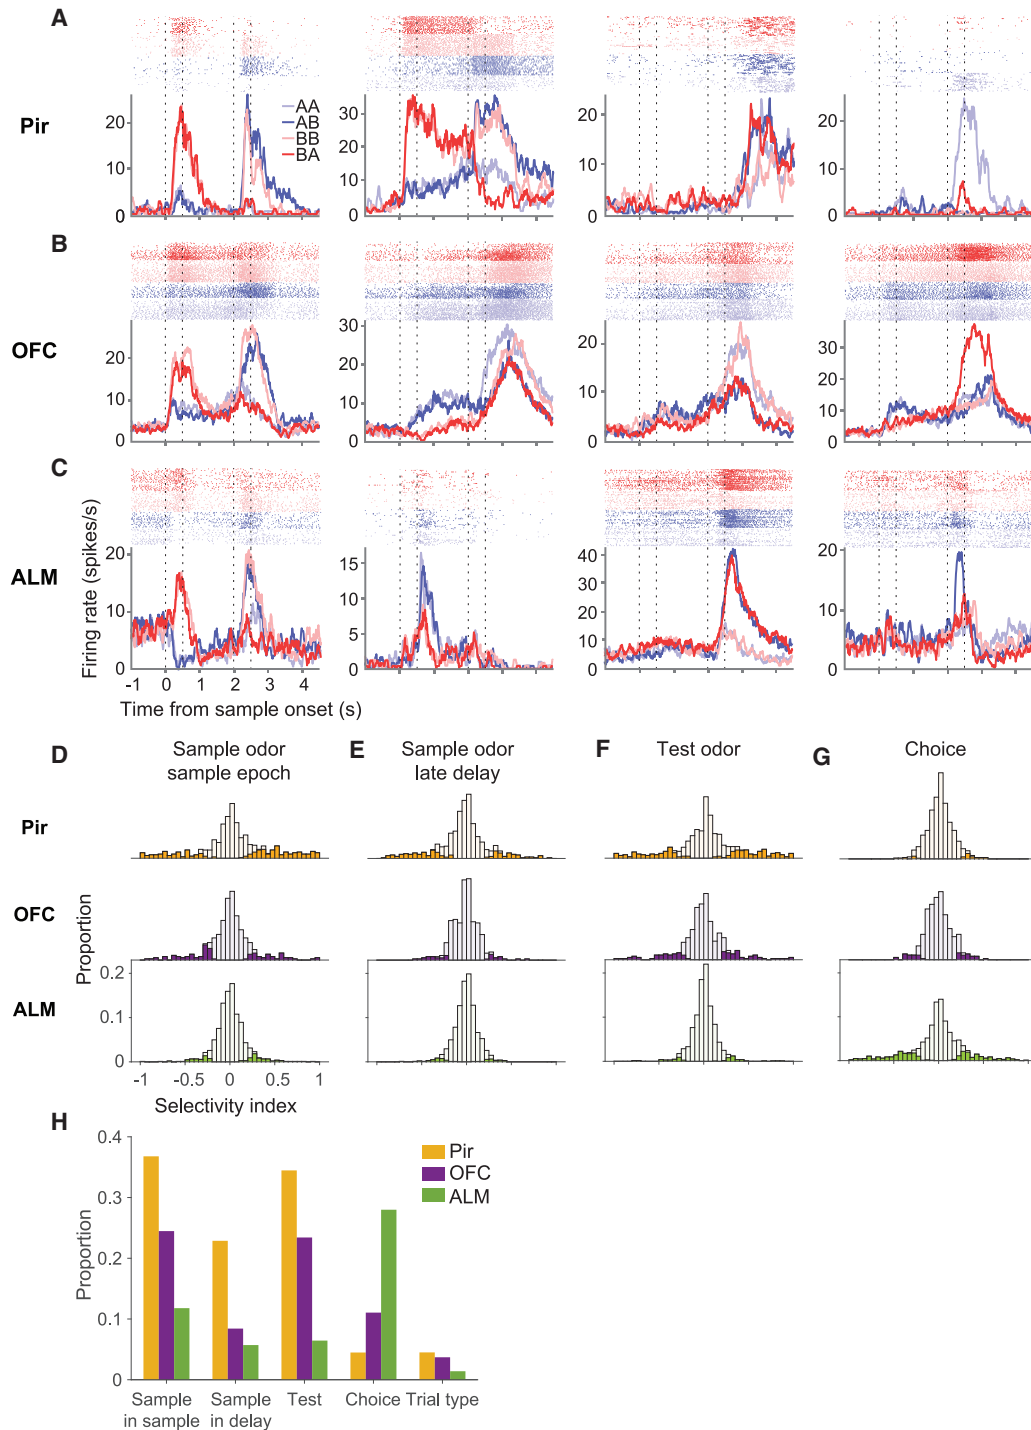 A
Pir
20
10
0
AA
AB
BB
BA
30
20
10
0
20
10
0
20
10
0
B
OFC
20
10
0
30
20
10
0
20
10
0
30
20
10
0
C
ALM
Firing rate (spikes/s)
20
10
0
15
10
5
0
40
30
20
10
0
20
10
0
-1 0 1 2 3 4
Time from sample onset (s)
D
Sample odor
sample epoch
E
Sample odor
late delay
F
Test odor
G
Choice
Pir
OFC
ALM
Proportion
0.2
0.1
0
-1 -0.5 0 0.5 1
Selectivity index
H
Proportion
0.4
0.3
0.2
0.1
0
Pir
OFC
ALM
Sample
in sample
Sample
in delay
Test
Choice
Trial type